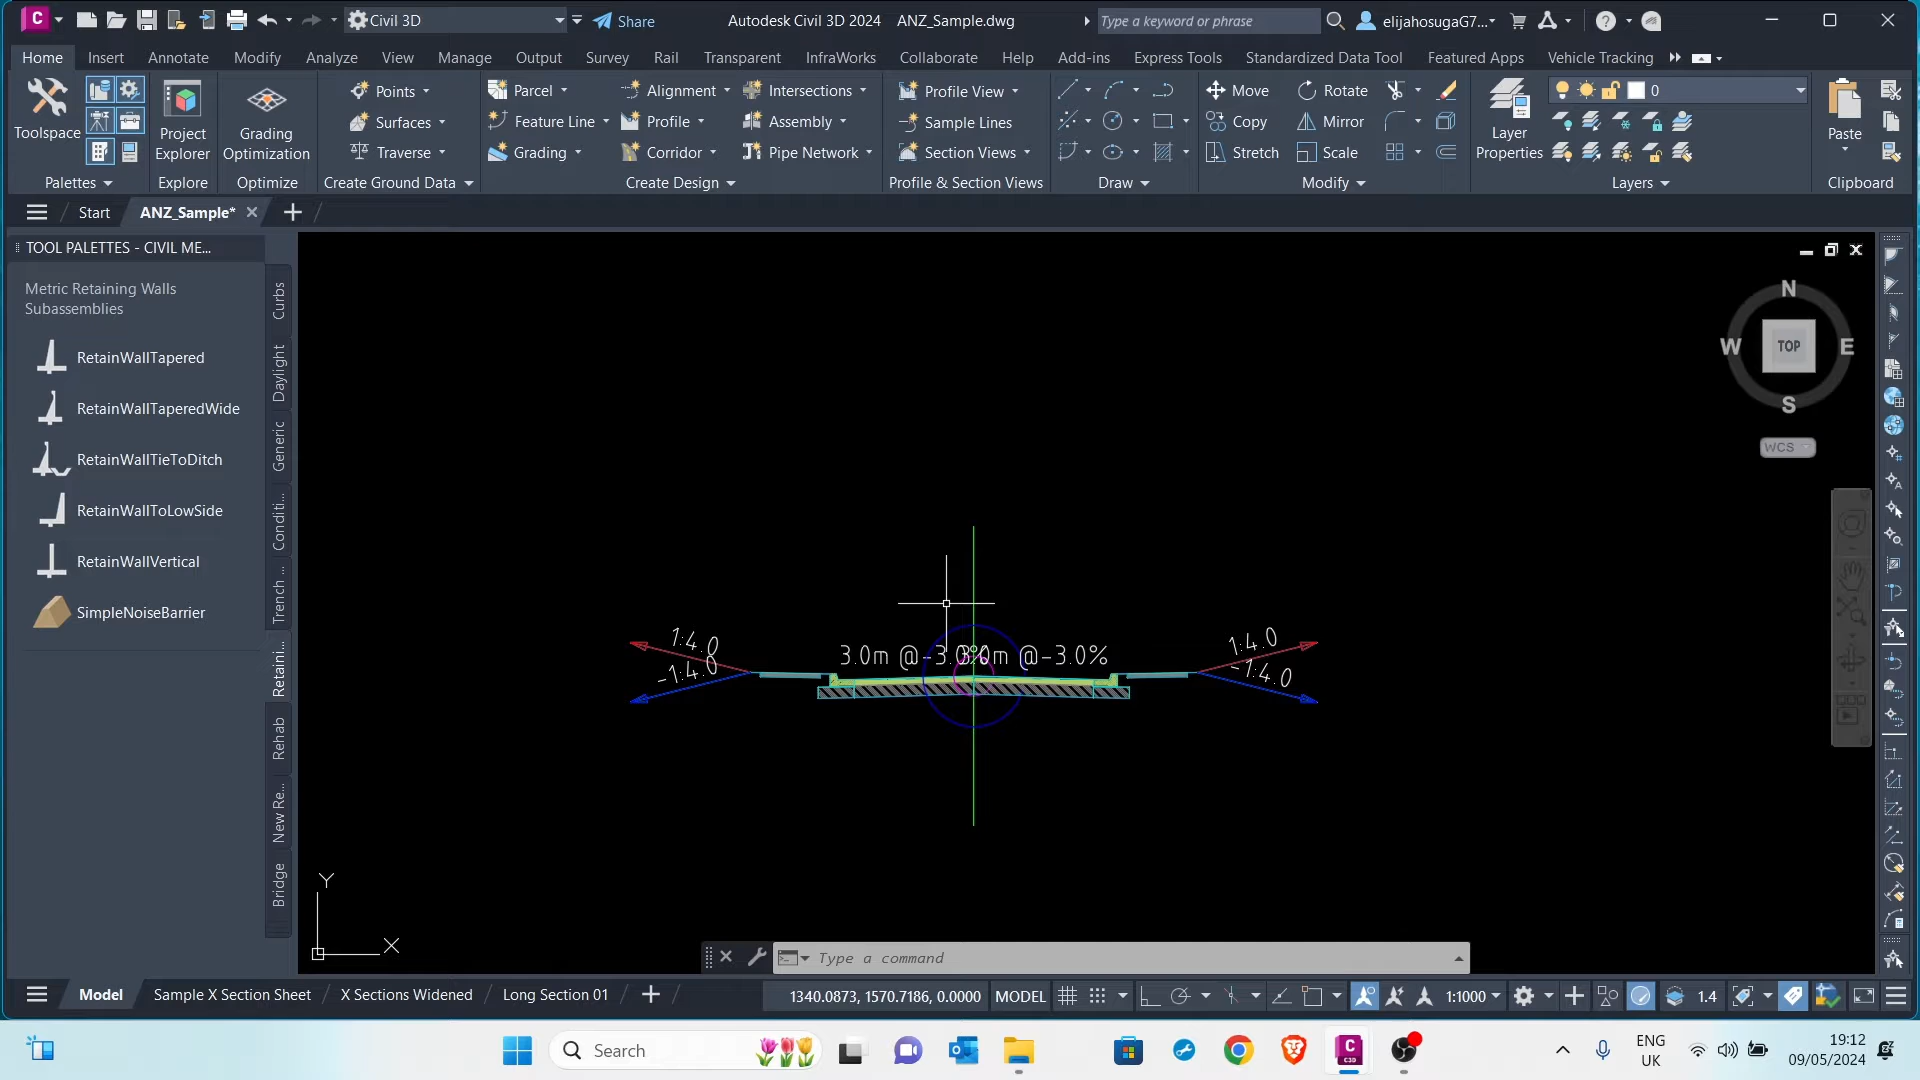 C Civil 3D Share Autodesk Civil 3D 2024 ANZ_Sample.dwg Type a keyword or phrase elijahosugaG7...
Home Insert Annotate Modify Analyze View Manage Output Survey Rail Transparent InfraWorks Collaborate Help Add-ins Express Tools Standardized Data Tool Featured Apps Vehicle Tracking
Points Parcel Alignment Intersections Profile View Move Rotate 0
Surfaces Feature Line Profile Assembly Sample Lines Copy Mirror
Traverse Grading Corridor Pipe Network Section Views Stretch Scale
Toolspace Project Explorer Grading Optimization Layer Properties Paste
Palettes Explore Optimize Create Ground Data Create Design Profile & Section Views Draw Modify Layers Clipboard
Start ANZ_Sample*
TOOL PALETTES - CIVIL ME...
Metric Retaining Walls
Subassemblies
RetainWallTapered
RetainWallTaperedWide
RetainWallTieToDitch
RetainWallToLowSide
RetainWallVertical
SimpleNoiseBarrier
Curbs
Daylight
Generic
Conditi...
Trench ...
Retaini...
Rehab
New Re...
Bridge
N
W TOP E
S
WCS
1:4.0 1:4.0
3.0m @-3.0% 3.0m @-3.0%
-1:4.0 -1:4.0
Y
X
Type a command
Model Sample X Section Sheet X Sections Widened Long Section 01 1340.0873, 1570.7186, 0.0000 MODEL 1:1000 1.4
Search C3D ENG
UK
19:12
09/05/2024